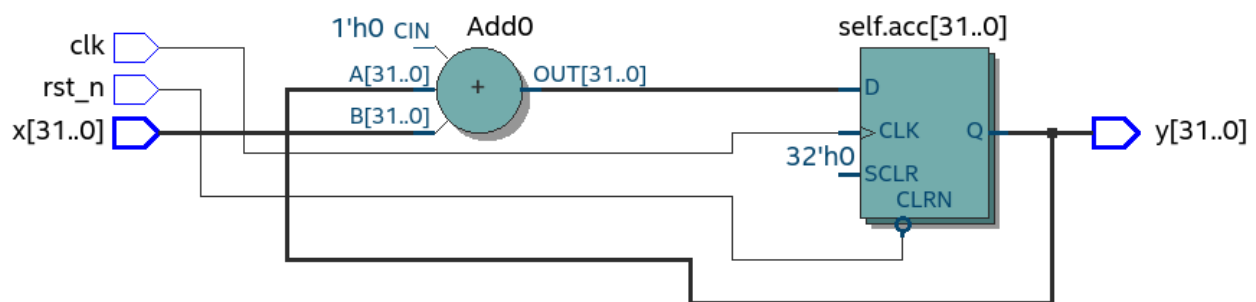 1'h0 CIN Add0 self.acc[31..0]
clk
A[31..0] + OUT[31..0] D
rst_n
B[31..0]
x[31..0] CLK Q y[31..0]
32'h0 SCLR
CLRN